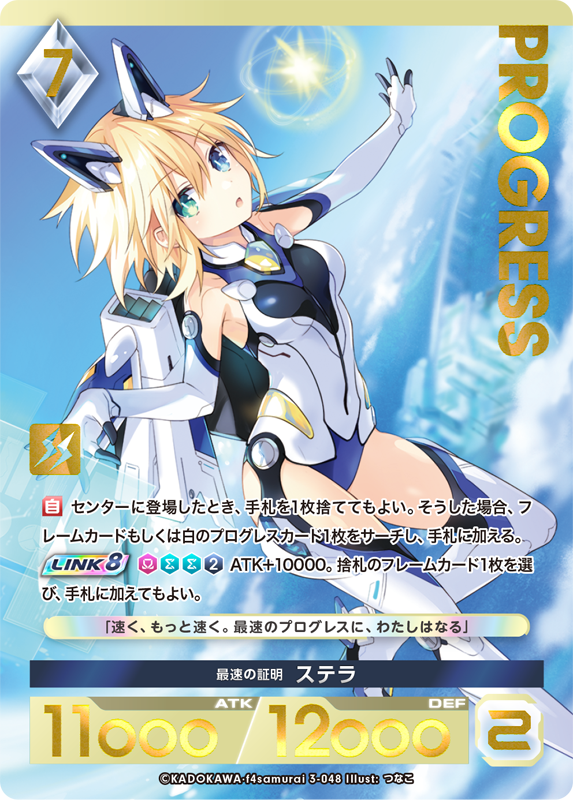 7
PROGRESS
自 センターに登場したとき、手札を1枚捨ててもよい。そうした場合、フ
レームカードもしくは白のプログレスカード1枚をサーチし、手札に加える。
LINK 8 Ω Σ Σ 2 ATK+10000。捨札のフレームカード1枚を選
び、手札に加えてもよい。
「速く、もっと速く。最速のプログレスに、わたしはなる」
最速の証明 ステラ
ATK DEF
11000 12000 2
©KADOKAWA-f4samurai 3-048 Illust: つなこ